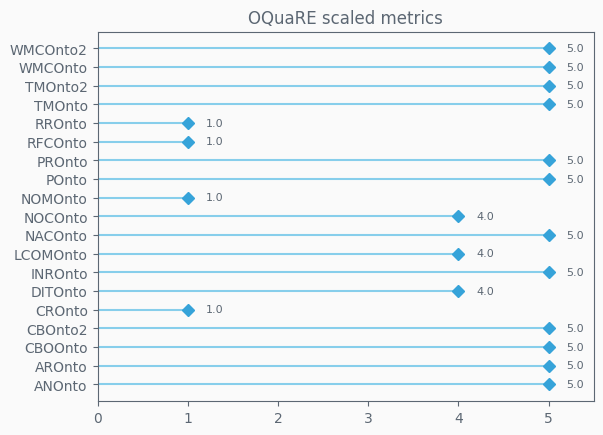 OQuaRE scaled metrics
WMCOnto2 5.0
WMCOnto 5.0
TMOnto2 5.0
TMOnto 5.0
RROnto 1.0
RFCOnto 1.0
PROnto 5.0
POnto 5.0
NOMOnto 1.0
NOCOnto 4.0
NACOnto 5.0
LCOMOnto 4.0
INROnto 5.0
DITOnto 4.0
CROnto 1.0
CBOnto2 5.0
CBOOnto 5.0
AROnto 5.0
ANOnto 5.0
0 1 2 3 4 5